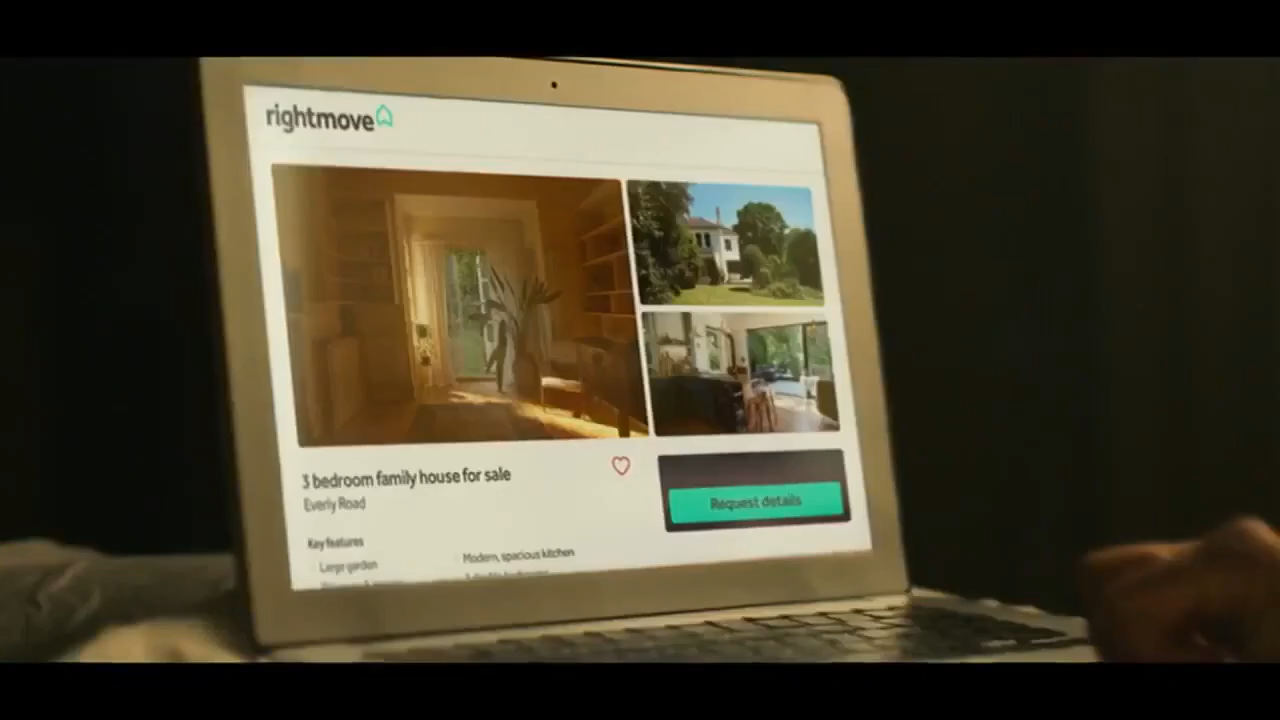 rightmove
3 bedroom family house for sale
Everly Road
Request details
Key features
Large garden
Modern, spacious kitchen